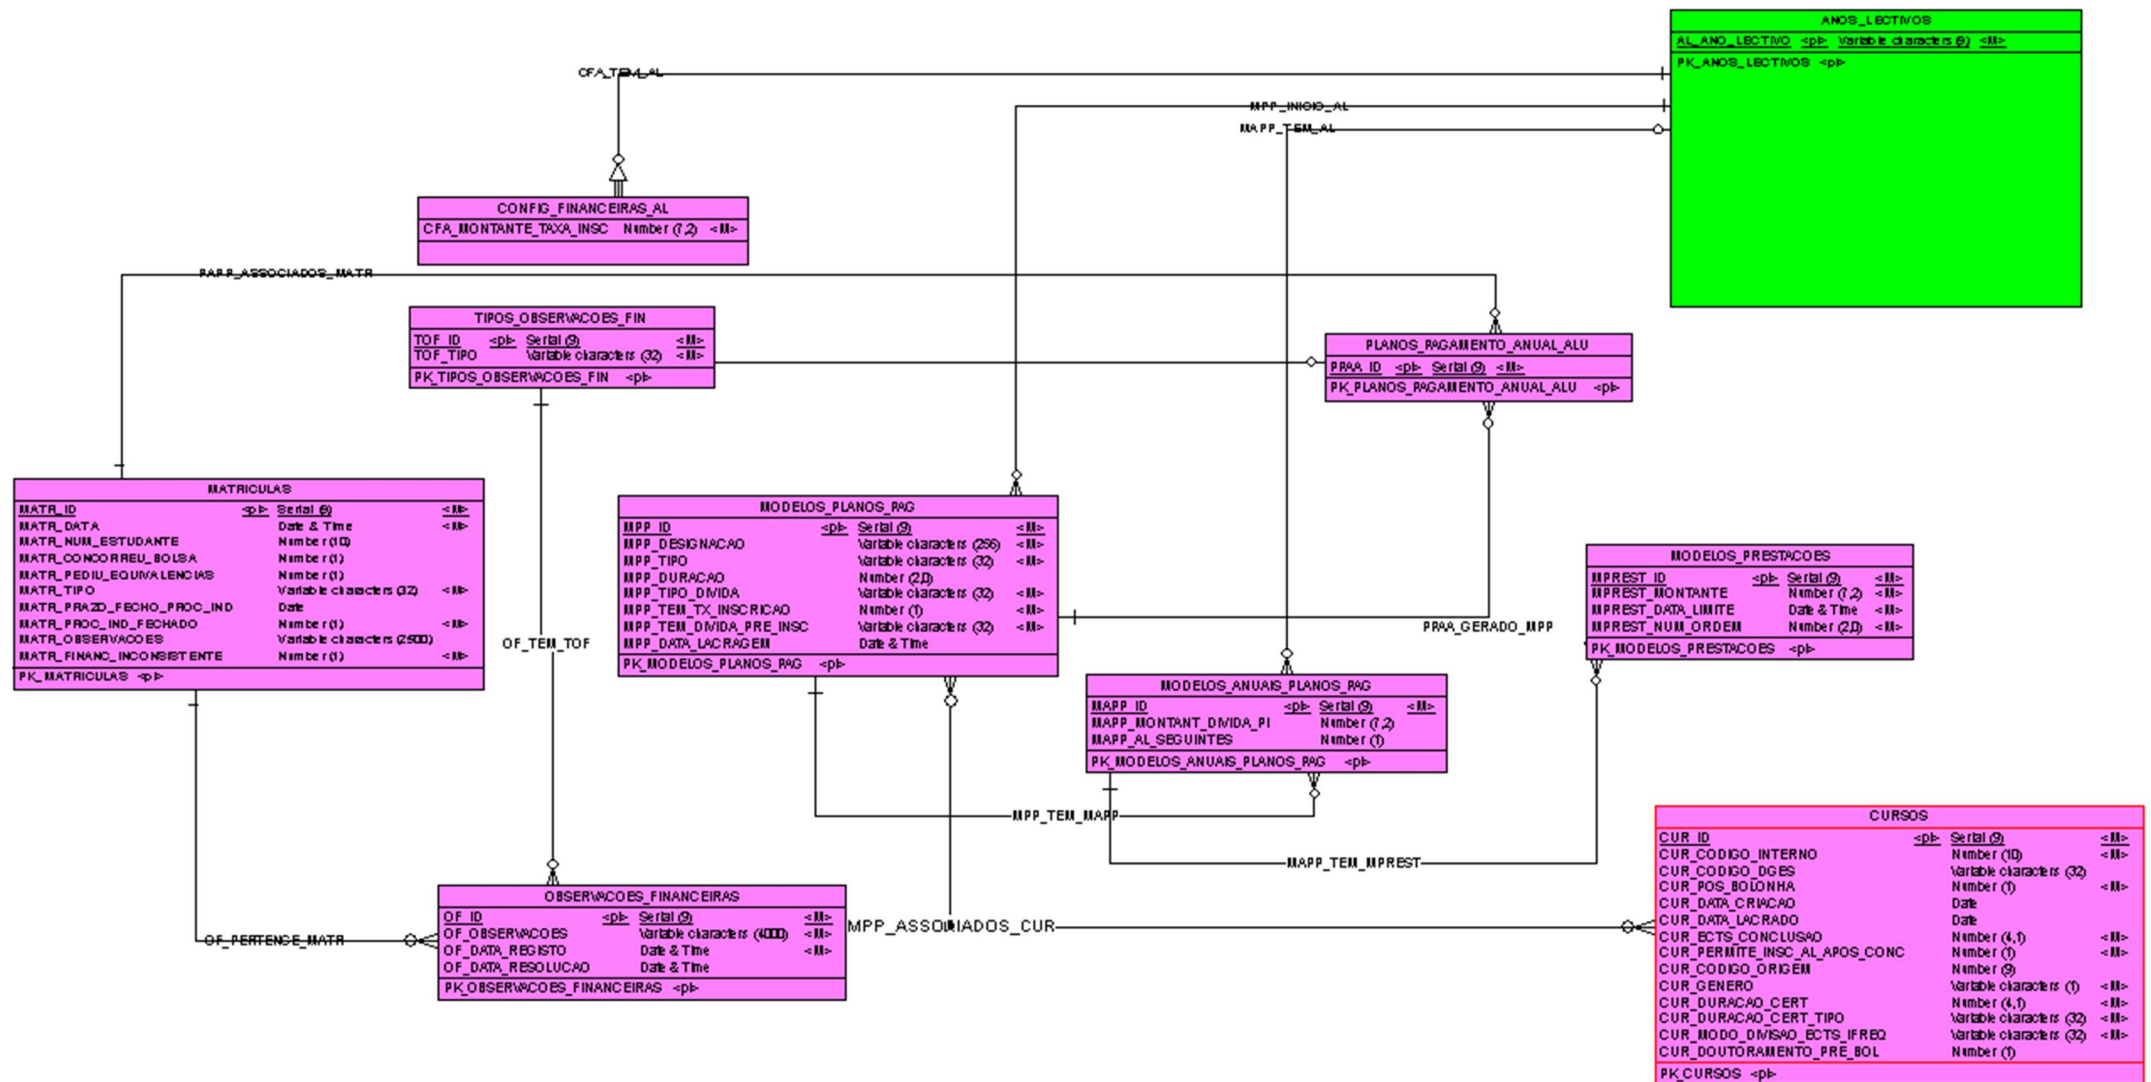 ANOS_LECTIVOS
AL_ANO_LECTIVO <pi> Variable characters (9) <M>
PK_ANOS_LECTIVOS <pi>
CFA_TEM_AL
MPP_INICIO_AL
MAPP_TEM_AL
CONFIG_FINANCEIRAS_AL
CFA_MONTANTE_TAXA_INSC Number (7,2) <M>
PAPP_ASSOCIADOS_MATR
TIPOS_OBSERVACOES_FIN
TOF_ID <pi> Serial (9) <M>
TOF_TIPO Variable characters (32) <M>
PK_TIPOS_OBSERVACOES_FIN <pi>
PLANOS_PAGAMENTO_ANUAL_ALU
PPAA_ID <pi> Serial (9) <M>
PK_PLANOS_PAGAMENTO_ANUAL_ALU <pi>
MATRICULAS
MATR_ID <pi> Serial (9) <M>
MATR_DATA Date & Time <M>
MATR_NUM_ESTUDANTE Number (10)
MATR_CONCORREU_BOLSA Number (1)
MATR_PEDIU_EQUIVALENCIAS Number (1)
MATR_TIPO Variable characters (32) <M>
MATR_PRAZO_FECHO_PROC_IND Date
MATR_PROC_IND_FECHADO Number (1) <M>
MATR_OBSERVACOES Variable characters (2500)
MATR_FINANC_INCONSISTENTE Number (1) <M>
PK_MATRICULAS <pi>
OF_TEM_TOF
MODELOS_PLANOS_PAG
MPP_ID <pi> Serial (9) <M>
MPP_DESIGNACAO Variable characters (256) <M>
MPP_TIPO Variable characters (32) <M>
MPP_DURACAO Number (2,0)
MPP_TIPO_DIVIDA Variable characters (32) <M>
MPP_TEM_TX_INSCRICAO Number (1) <M>
MPP_TEM_DIVIDA_PRE_INSC Variable characters (32) <M>
MPP_DATA_LACRAGEM Date & Time
PK_MODELOS_PLANOS_PAG <pi>
PPAA_GERADO_MPP
MODELOS_PRESTACOES
MPREST_ID <pi> Serial (9) <M>
MPREST_MONTANTE Number (7,2) <M>
MPREST_DATA_LIMITE Date & Time <M>
MPREST_NUM_ORDEM Number (2,0) <M>
PK_MODELOS_PRESTACOES <pi>
MODELOS_ANUAIS_PLANOS_PAG
MAPP_ID <pi> Serial (9) <M>
MAPP_MONTANT_DIVIDA_PI Number (7,2)
MAPP_AL_SEGUINTES Number (1)
PK_MODELOS_ANUAIS_PLANOS_PAG <pi>
MPP_TEM_MAPP
MAPP_TEM_MPREST
OF_PERTENCE_MATR
OBSERVACOES_FINANCEIRAS
OF_ID <pi> Serial (9) <M>
OF_OBSERVACOES Variable characters (4000) <M>
OF_DATA_REGISTO Date & Time <M>
OF_DATA_RESOLUCAO Date & Time
PK_OBSERVACOES_FINANCEIRAS <pi>
MPP_ASSOCIADOS_CUR
CURSOS
CUR_ID <pi> Serial (9) <M>
CUR_CODIGO_INTERNO Number (10) <M>
CUR_CODIGO_DGES Variable characters (32)
CUR_POS_BOLONHA Number (1) <M>
CUR_DATA_CRIACAO Date
CUR_DATA_LACRADO Date
CUR_ECTS_CONCLUSAO Number (4,1) <M>
CUR_PERMITE_INSC_AL_APOS_CONC Number (1) <M>
CUR_CODIGO_ORIGEM Number (9)
CUR_GENERO Variable characters (1) <M>
CUR_DURACAO_CERT Number (4,1) <M>
CUR_DURACAO_CERT_TIPO Variable characters (32) <M>
CUR_MODO_DIVISAO_ECTS_IFREQ Variable characters (32) <M>
CUR_DOUTORAMENTO_PRE_BOL Number (1)
PK_CURSOS <pi>